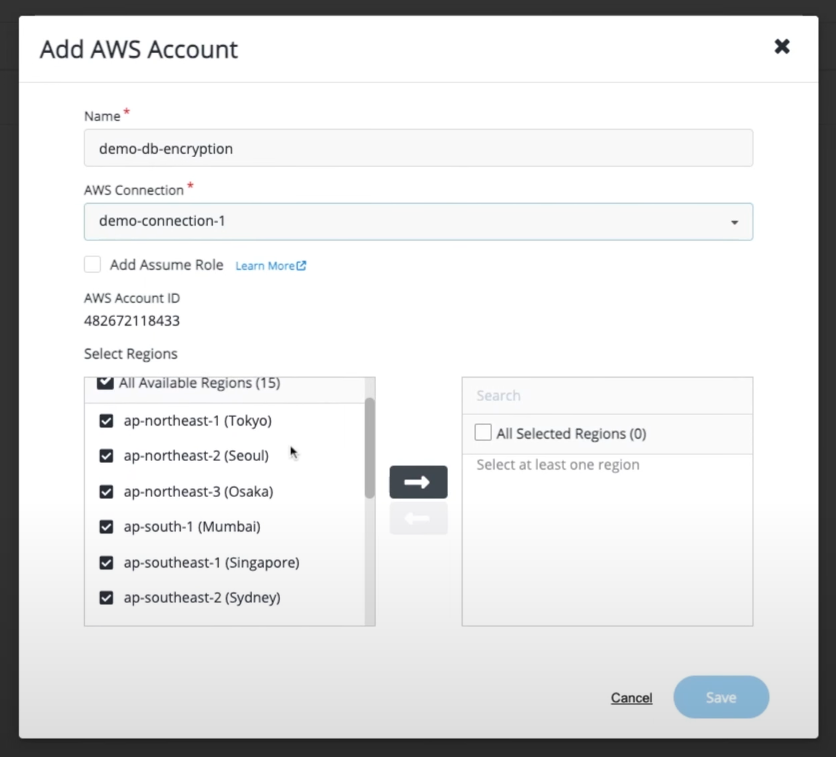 Add AWS Account
Name *
demo-db-encryption
AWS Connection *
demo-connection-1
Add Assume Role Learn More
AWS Account ID
482672118433
Select Regions
All Available Regions (15)
ap-northeast-1 (Tokyo)
ap-northeast-2 (Seoul)
ap-northeast-3 (Osaka)
ap-south-1 (Mumbai)
ap-southeast-1 (Singapore)
ap-southeast-2 (Sydney)
Search
All Selected Regions (0)
Select at least one region
Cancel Save